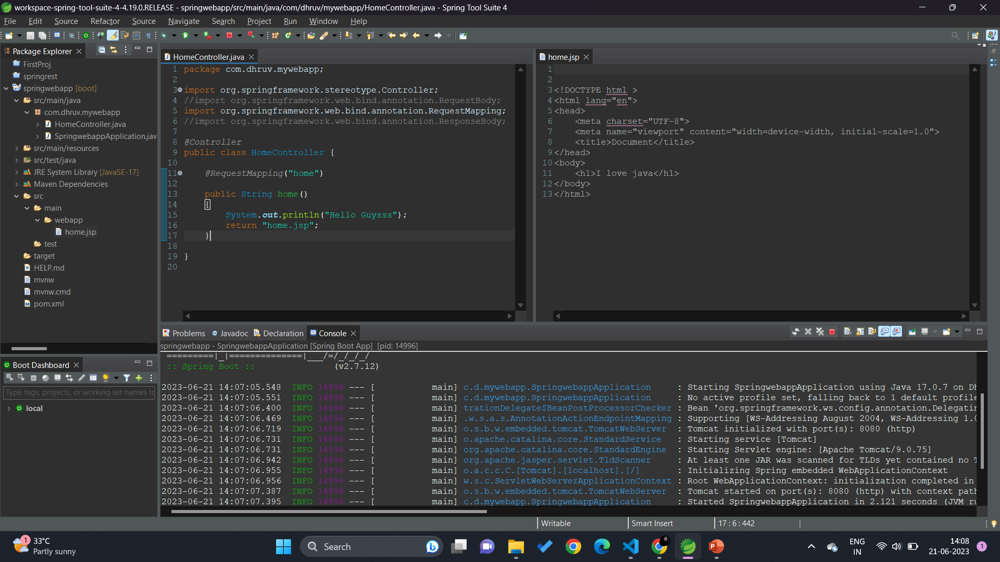 workspace-spring-tool-suite-4-4.19.0.RELEASE - springwebapp/src/main/java/com/dhruv/mywebapp/HomeController.java - Spring Tool Suite 4
File Edit Source Refactor Source Navigate Search Project Run Window Help
Package Explorer
FirstProj
springrest
springwebapp [boot]
src/main/java
com.dhruv.mywebapp
HomeController.java
SpringwebappApplication.jav
src/main/resources
src/test/java
JRE System Library [JavaSE-17]
Maven Dependencies
src
main
webapp
home.jsp
test
target
HELP.md
mvnw
mvnw.cmd
pom.xml
HomeController.java
1 package com.dhruv.mywebapp;
2
3 import org.springframework.stereotype.Controller;
4 //import org.springframework.web.bind.annotation.RequestBody;
5 import org.springframework.web.bind.annotation.RequestMapping;
6 //import org.springframework.web.bind.annotation.ResponseBody;
7
8 @Controller
9 public class HomeController {
10
11 @RequestMapping("home")
12
13 public String home()
14 {
15 System.out.println("Hello Guysss");
16 return "home.jsp";
17 }
18
19 }
20
home.jsp
1
2
3 <!DOCTYPE html >
4 <html lang="en">
5 <head>
6 <meta charset="UTF-8">
7 <meta name="viewport" content="width=device-width, initial-scale=1.0">
8 <title>Document</title>
9 </head>
10 <body>
11 <h1>I love java</h1>
12 </body>
13 </html>
Problems Javadoc Declaration Console
springwebapp - SpringwebappApplication [Spring Boot App] [pid: 14996]
=========|_|==============|___/=/_/_/_/
:: Spring Boot :: (v2.7.12)
2023-06-21 14:07:05.548 INFO 14996 --- [ main] c.d.mywebapp.SpringwebappApplication : Starting SpringwebappApplication using Java 17.0.7 on Dh
2023-06-21 14:07:05.551 INFO 14996 --- [ main] c.d.mywebapp.SpringwebappApplication : No active profile set, falling back to 1 default profile
2023-06-21 14:07:06.400 INFO 14996 --- [ main] trationDelegate$BeanPostProcessorChecker : Bean 'org.springframework.ws.config.annotation.Delegatin
2023-06-21 14:07:06.469 INFO 14996 --- [ main] .w.s.a.s.AnnotationActionEndpointMapping : Supporting [WS-Addressing August 2004, WS-Addressing 1.0
2023-06-21 14:07:06.719 INFO 14996 --- [ main] o.s.b.w.embedded.tomcat.TomcatWebServer : Tomcat initialized with port(s): 8080 (http)
2023-06-21 14:07:06.731 INFO 14996 --- [ main] o.apache.catalina.core.StandardService : Starting service [Tomcat]
2023-06-21 14:07:06.731 INFO 14996 --- [ main] org.apache.catalina.core.StandardEngine : Starting Servlet engine: [Apache Tomcat/9.0.75]
2023-06-21 14:07:06.942 INFO 14996 --- [ main] org.apache.jasper.servlet.TldScanner : At least one JAR was scanned for TLDs yet contained no T
2023-06-21 14:07:06.955 INFO 14996 --- [ main] o.a.c.c.C.[Tomcat].[localhost].[/] : Initializing Spring embedded WebApplicationContext
2023-06-21 14:07:06.956 INFO 14996 --- [ main] w.s.c.ServletWebServerApplicationContext : Root WebApplicationContext: initialization completed in
2023-06-21 14:07:07.387 INFO 14996 --- [ main] o.s.b.w.embedded.tomcat.TomcatWebServer : Tomcat started on port(s): 8080 (http) with context path
2023-06-21 14:07:07.395 INFO 14996 --- [ main] c.d.mywebapp.SpringwebappApplication : Started SpringwebappApplication in 2.121 seconds (JVM ru
Boot Dashboard
Type tags, projects, or working set names to
local
Writable Smart Insert 17 : 6 : 442
1 33°C
Partly sunny
Search
ENG
IN
14:08
21-06-2023
1